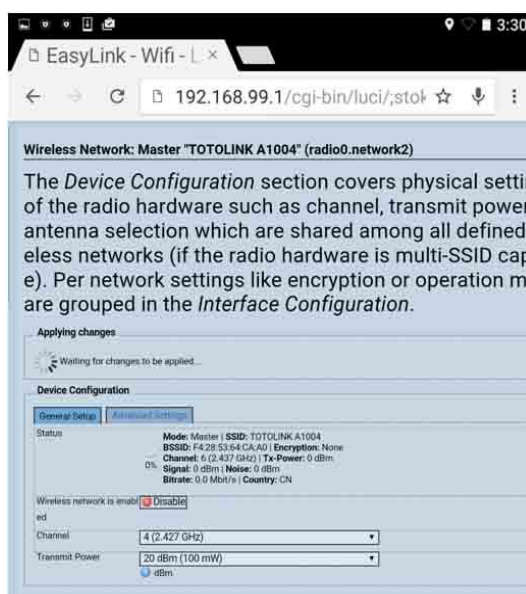 3:30
EasyLink - Wifi - L ×
192.168.99.1/cgi-bin/luci/;stok
Wireless Network: Master "TOTOLINK A1004" (radio0.network2)
The Device Configuration section covers physical setti
of the radio hardware such as channel, transmit power
antenna selection which are shared among all defined
eless networks (if the radio hardware is multi-SSID cap
e). Per network settings like encryption or operation m
are grouped in the Interface Configuration.
Applying changes
Waiting for changes to be applied...
Device Configuration
General Setup Advanced Settings
Status
Mode: Master | SSID: TOTOLINK A1004
BSSID: F4:28:53:64:CA:A0 | Encryption: None
Channel: 6 (2.437 GHz) | Tx-Power: 0 dBm
0% Signal: 0 dBm | Noise: 0 dBm
Bitrate: 0.0 Mbit/s | Country: CN
Wireless network is enabl Disable
ed
Channel 4 (2.427 GHz)
Transmit Power 20 dBm (100 mW)
dBm